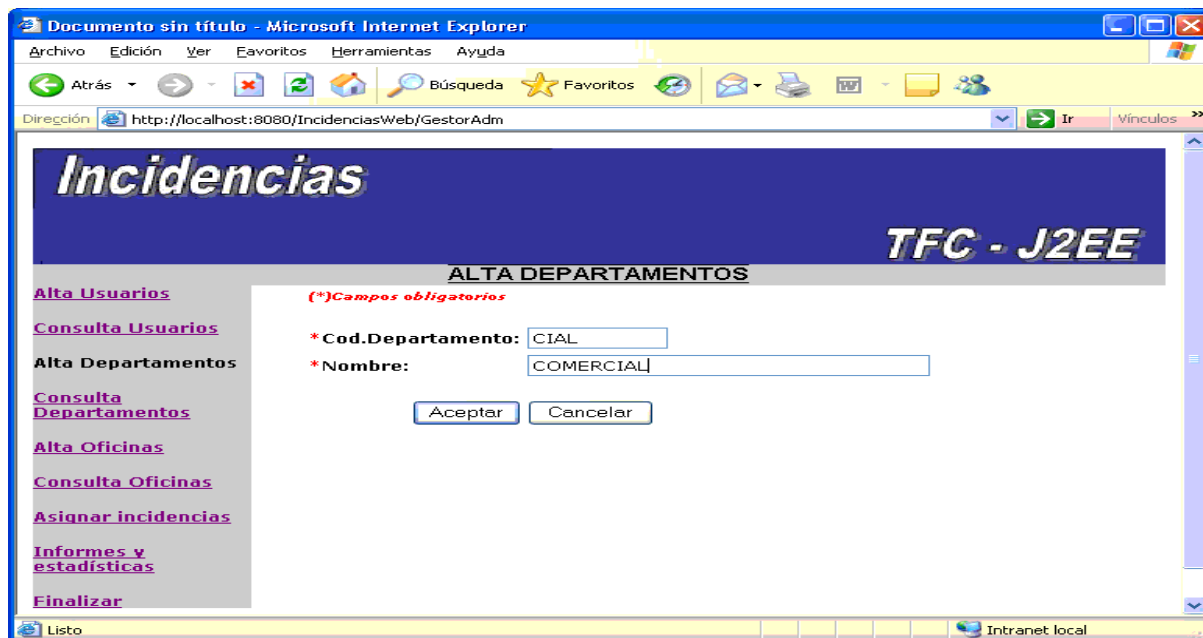 Documento sin título - Microsoft Internet Explorer
Archivo Edición Ver Favoritos Herramientas Ayuda
Atrás Búsqueda Favoritos
Dirección http://localhost:8080/IncidenciasWeb/GestorAdm Ir Vínculos »
Incidencias
TFC - J2EE
ALTA DEPARTAMENTOS
Alta Usuarios
(*)Campos obligatorios
Consulta Usuarios
*Cod.Departamento: CIAL
Alta Departamentos
*Nombre: COMERCIAL
Consulta
Departamentos
Aceptar Cancelar
Alta Oficinas
Consulta Oficinas
Asignar incidencias
Informes y
estadísticas
Finalizar
Listo Intranet local